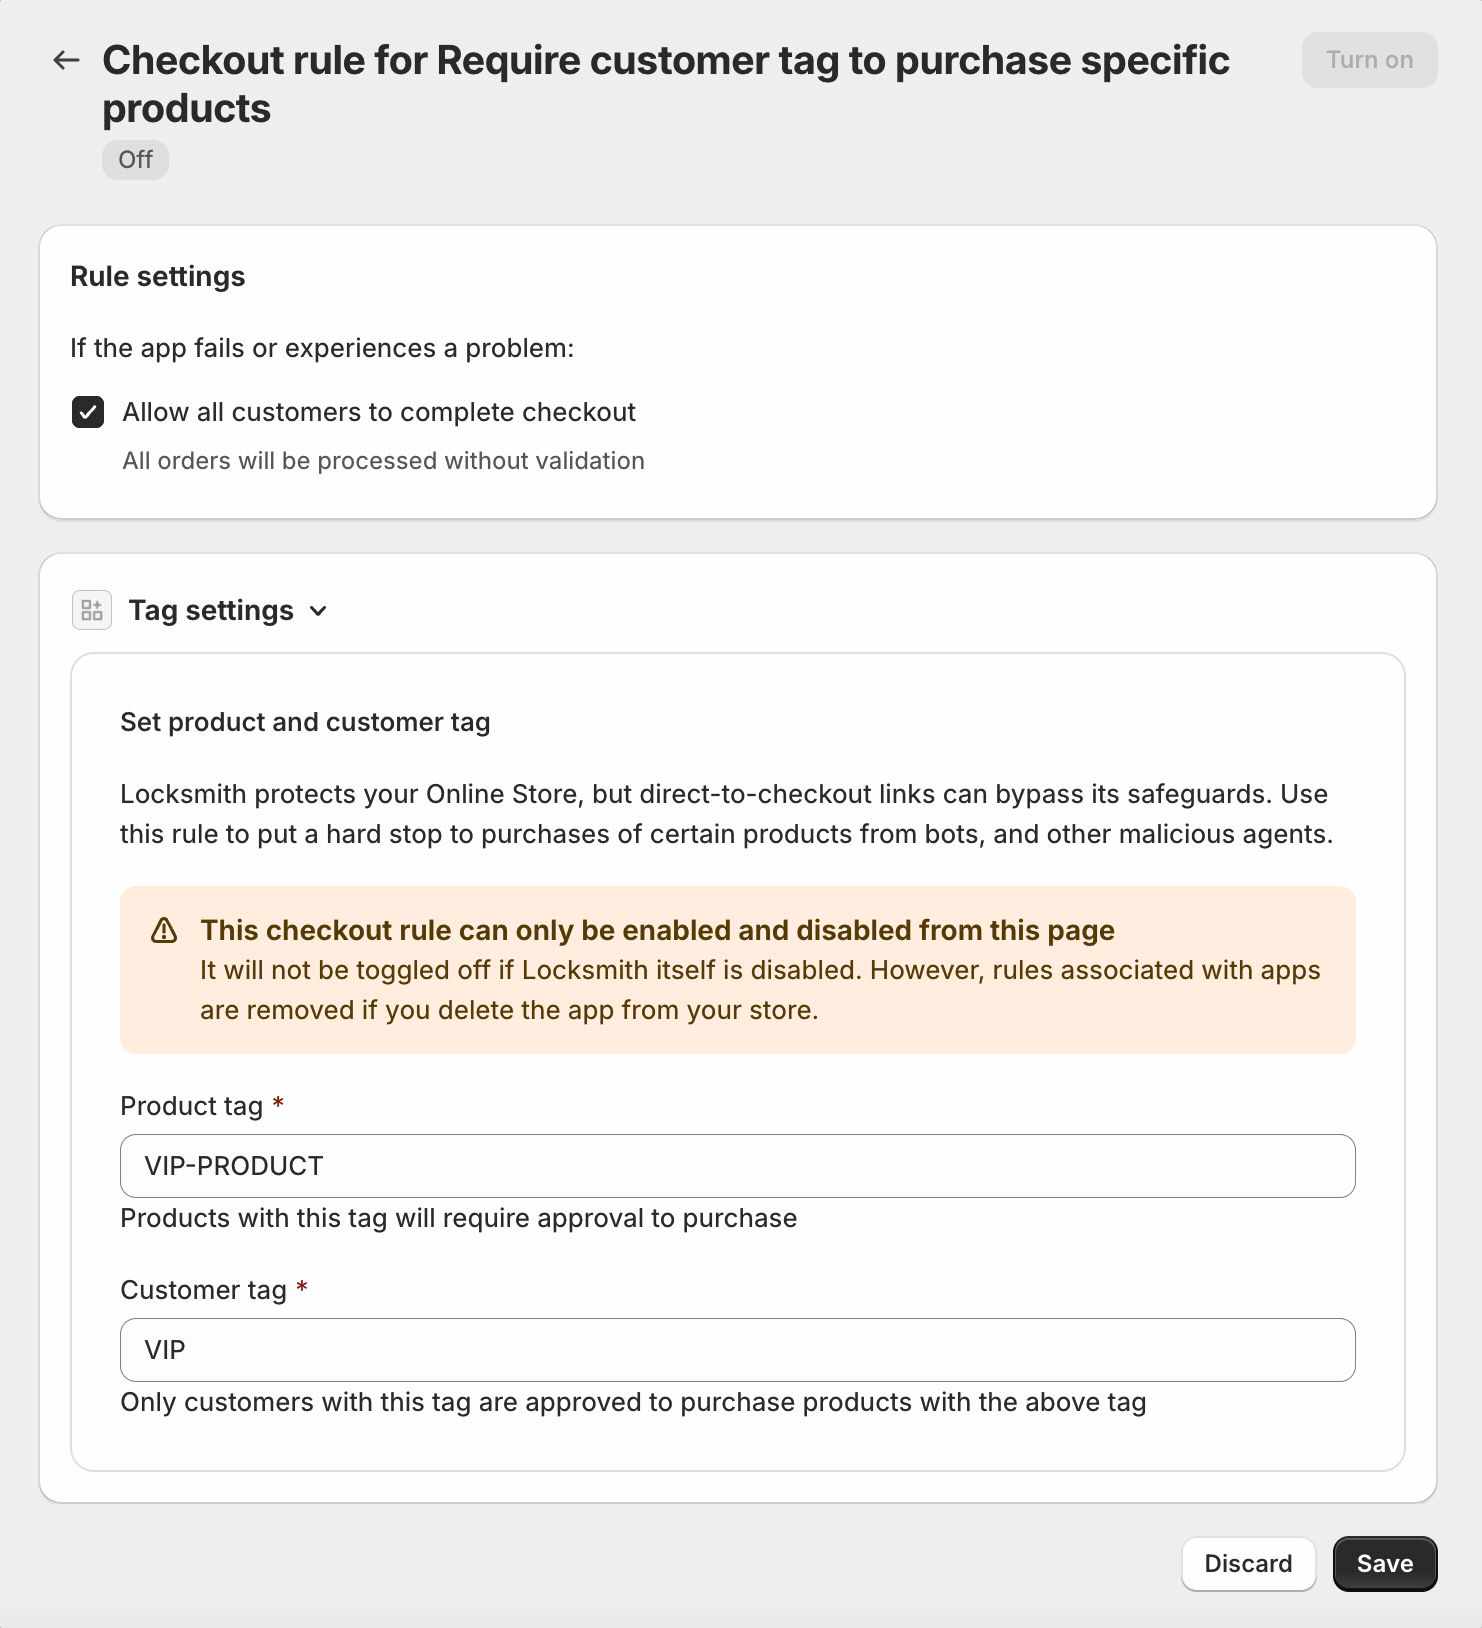 Checkout rule for Require customer tag to purchase specific
products
Turn on
Off
Rule settings
If the app fails or experiences a problem:
Allow all customers to complete checkout
All orders will be processed without validation
Tag settings
Set product and customer tag
Locksmith protects your Online Store, but direct-to-checkout links can bypass its safeguards. Use
this rule to put a hard stop to purchases of certain products from bots, and other malicious agents.
This checkout rule can only be enabled and disabled from this page
It will not be toggled off if Locksmith itself is disabled. However, rules associated with apps
are removed if you delete the app from your store.
Product tag *
VIP-PRODUCT
Products with this tag will require approval to purchase
Customer tag *
VIP
Only customers with this tag are approved to purchase products with the above tag
Discard
Save